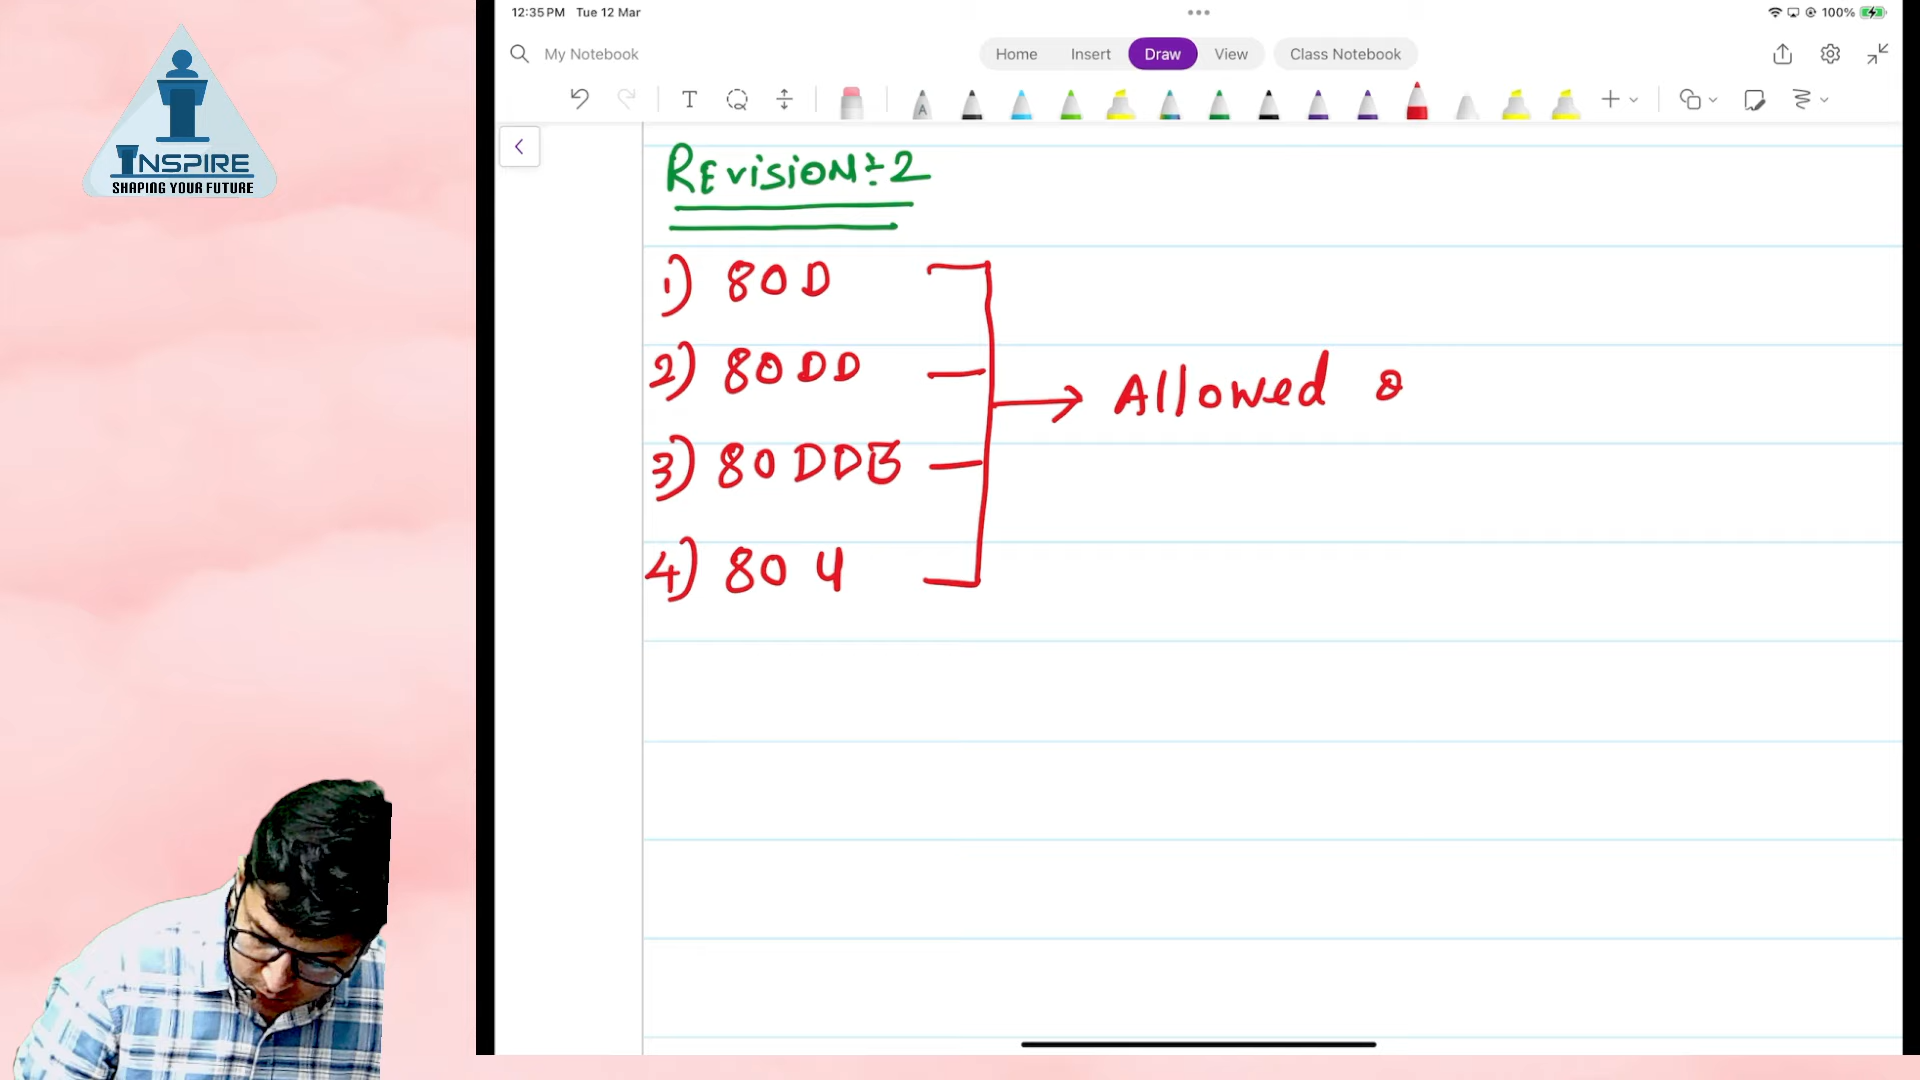 INSPIRE
SHAPING YOUR FUTURE
12:35 PM Tue 12 Mar
100%
My Notebook
Home Insert Draw View Class Notebook
T
A
REVISION:-2
1) 80D
2) 80DD
3) 80DDB
4) 80U
Allowed